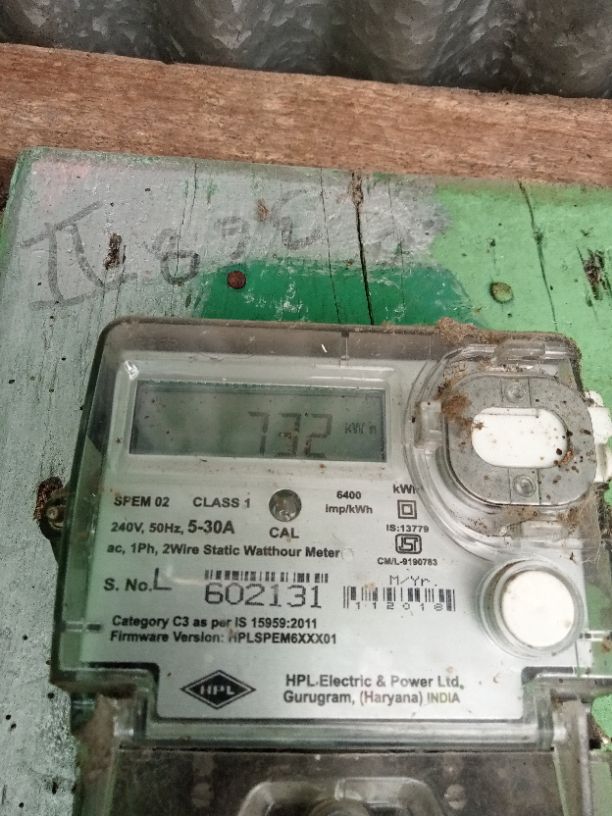 732 kWh
SPEM 02 CLASS 1 6400 imp/kWh kWh
240V, 50Hz, 5-30A CAL IS:13779
ac, 1Ph, 2Wire Static Watthour Meter CM/L-9190783
S. No. L 602131 M/Yr. 112018
Category C3 as per IS 15959:2011
Firmware Version: HPLSPEM6XXX01
HPL HPL Electric & Power Ltd.
Gurugram, (Haryana) INDIA